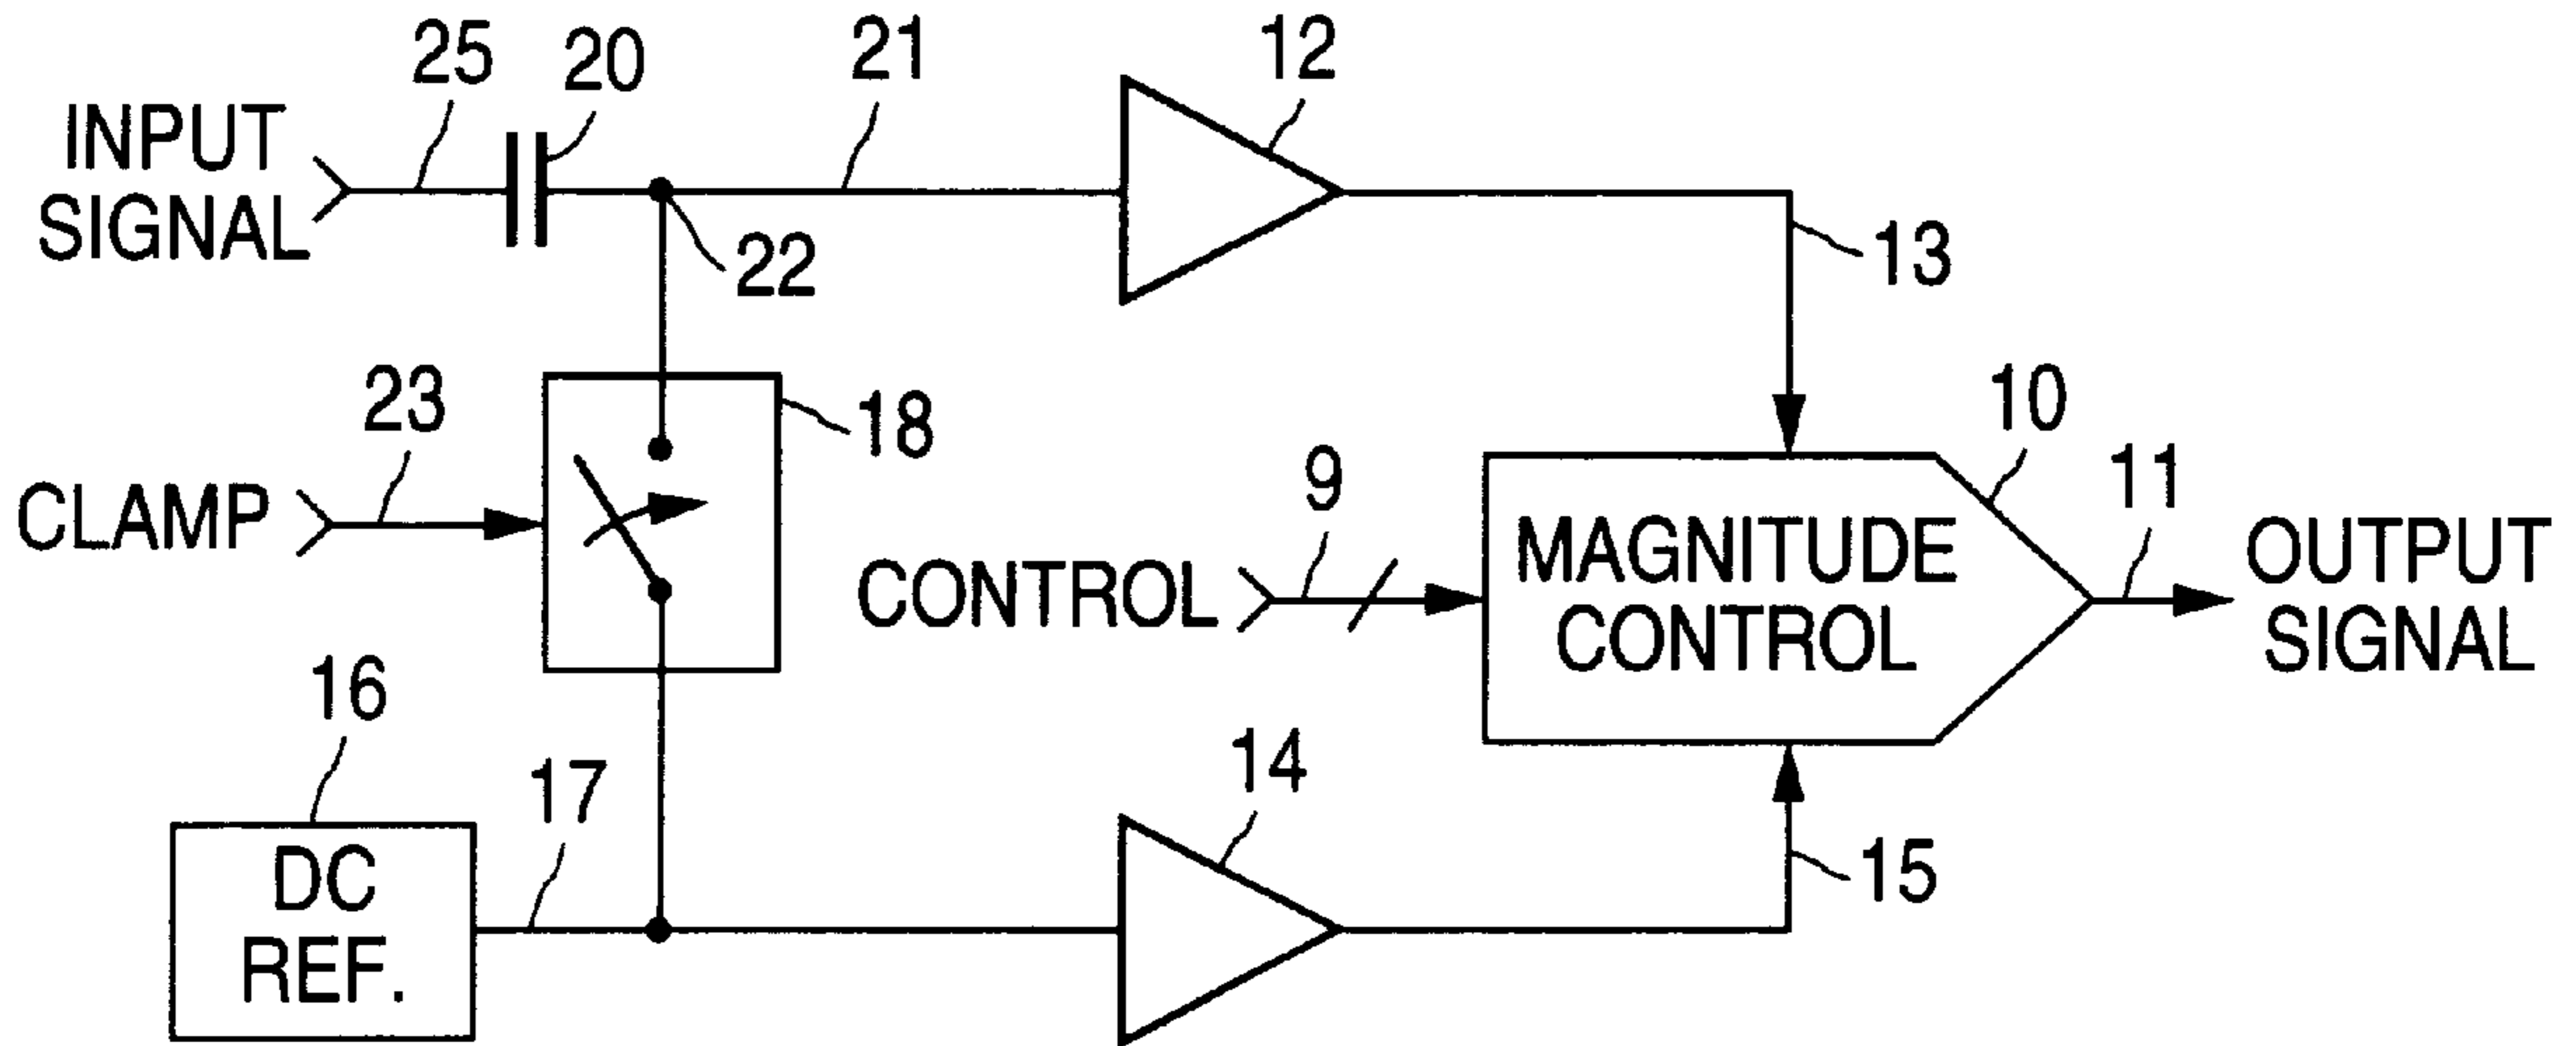 25
20
21
12
INPUT
SIGNAL
22
13
23
18
10
9
11
CLAMP
CONTROL
MAGNITUDE
CONTROL
OUTPUT
SIGNAL
16
17
14
15
DC
REF.